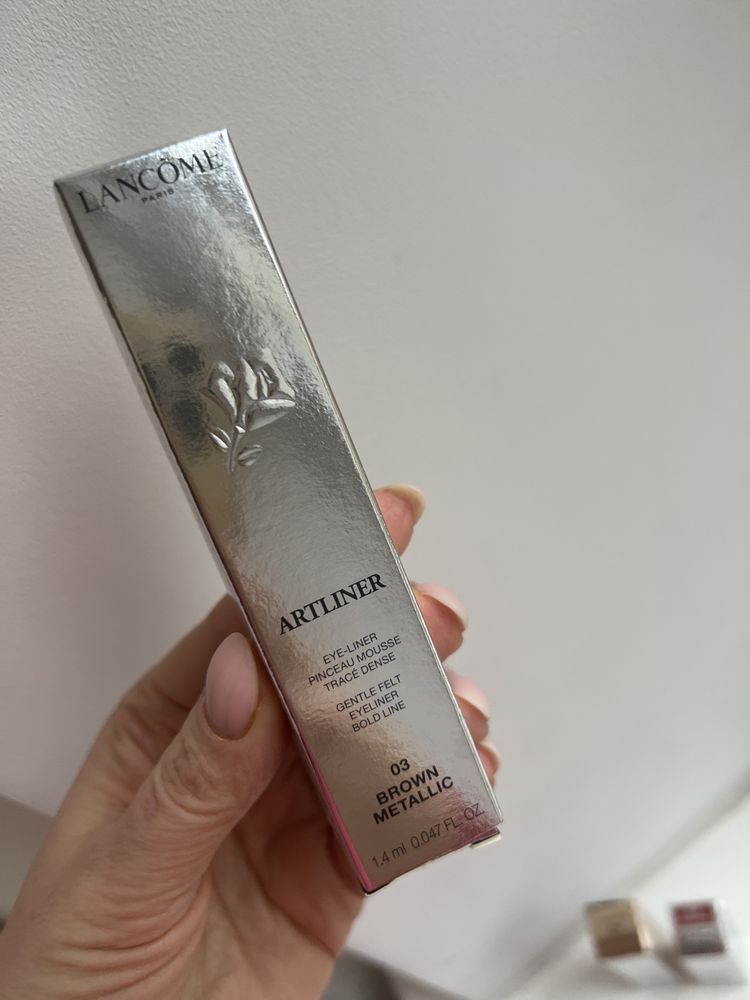 LANCÔME
PARIS
ARTLINER
EYE-LINER
PINCEAU MOUSSE
TRACÉ DENSE
GENTLE FELT
EYELINER
BOLD LINE
03
BROWN
METALLIC
1.4 ml 0.047 FL. OZ.